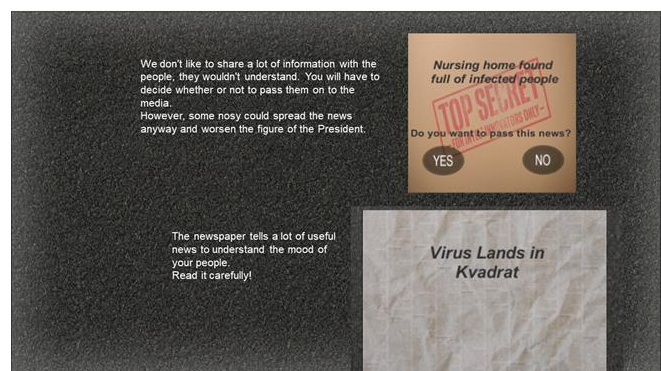 We don't like to share a lot of information with the
people, they wouldn't understand. You will have to
decide whether or not to pass them on to the
media.
However, some nosy could spread the news
anyway and worsen the figure of the President.
Nursing home found
full of infected people
TOP SECRET
Do you want to pass this news?
YES
NO
The newspaper tells a lot of useful
news to understand the mood of
your people.
Read it carefully!
Virus Lands in
Kvadrat